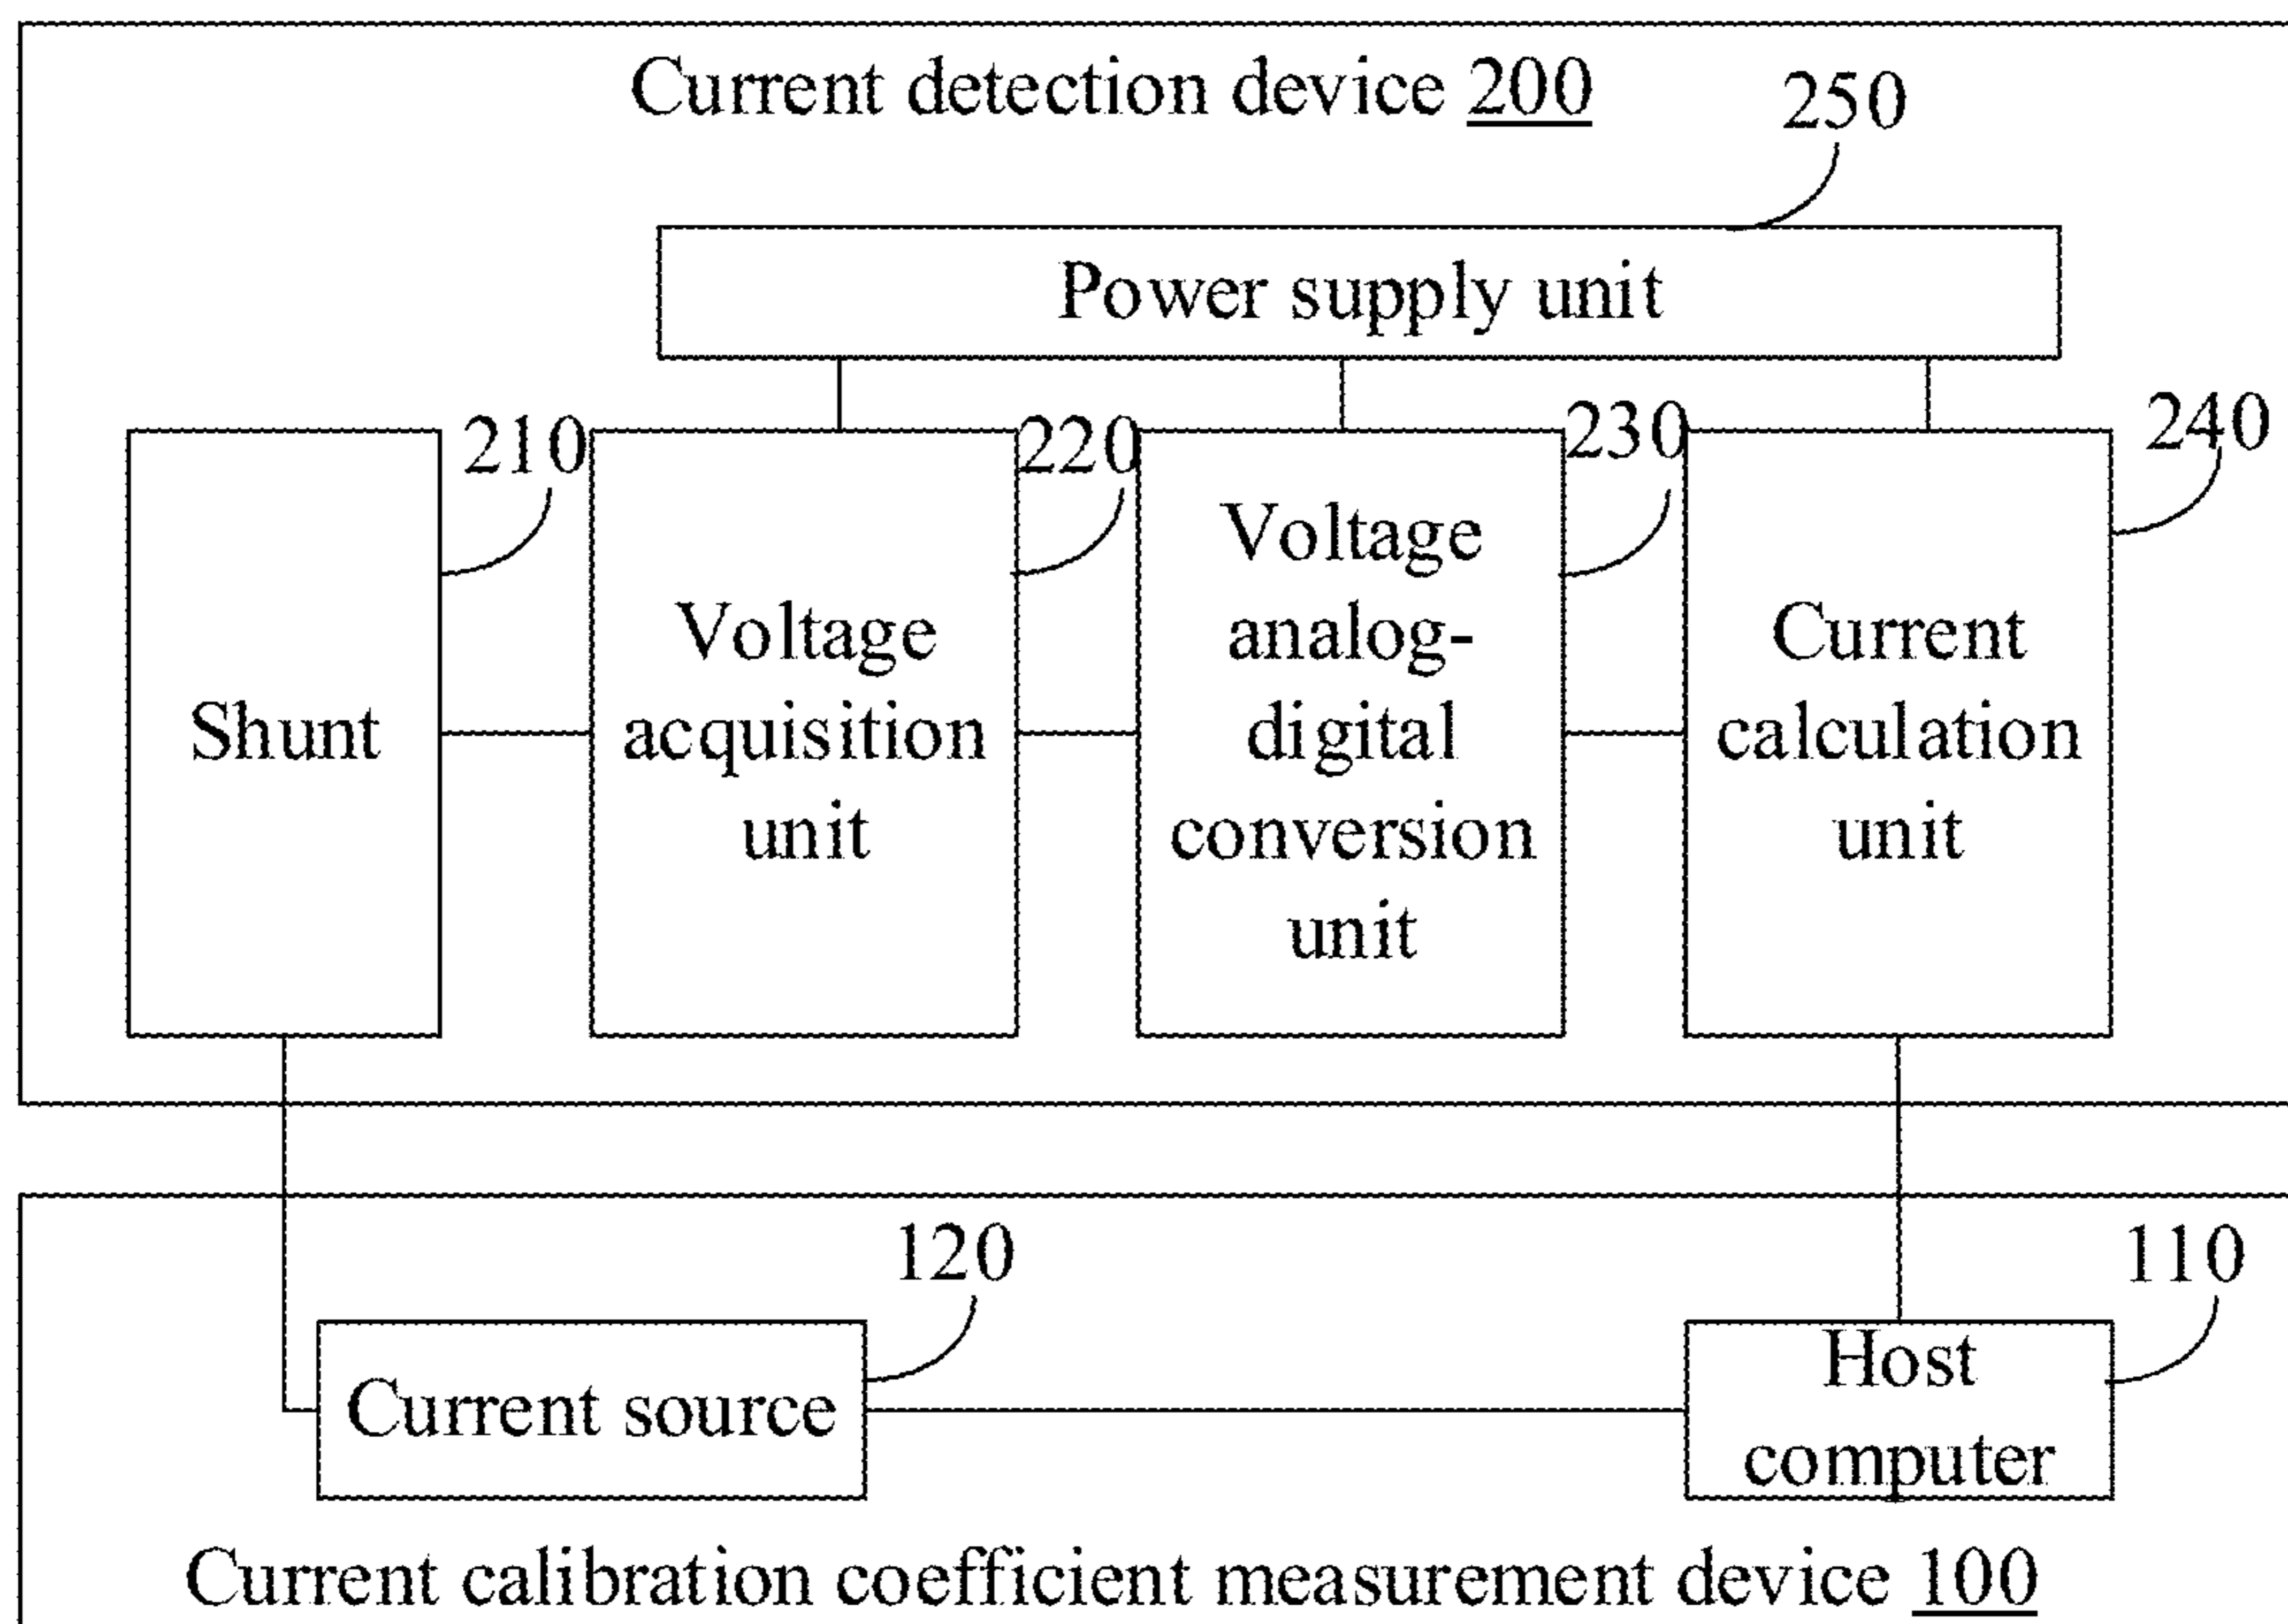 Current detection device 200
250
Power supply unit
210
220
230
240
Shunt
Voltage
acquisition
unit
Voltage
analog-
digital
conversion
unit
Current
calculation
unit
120
110
Current source
Host
computer
Current calibration coefficient measurement device 100